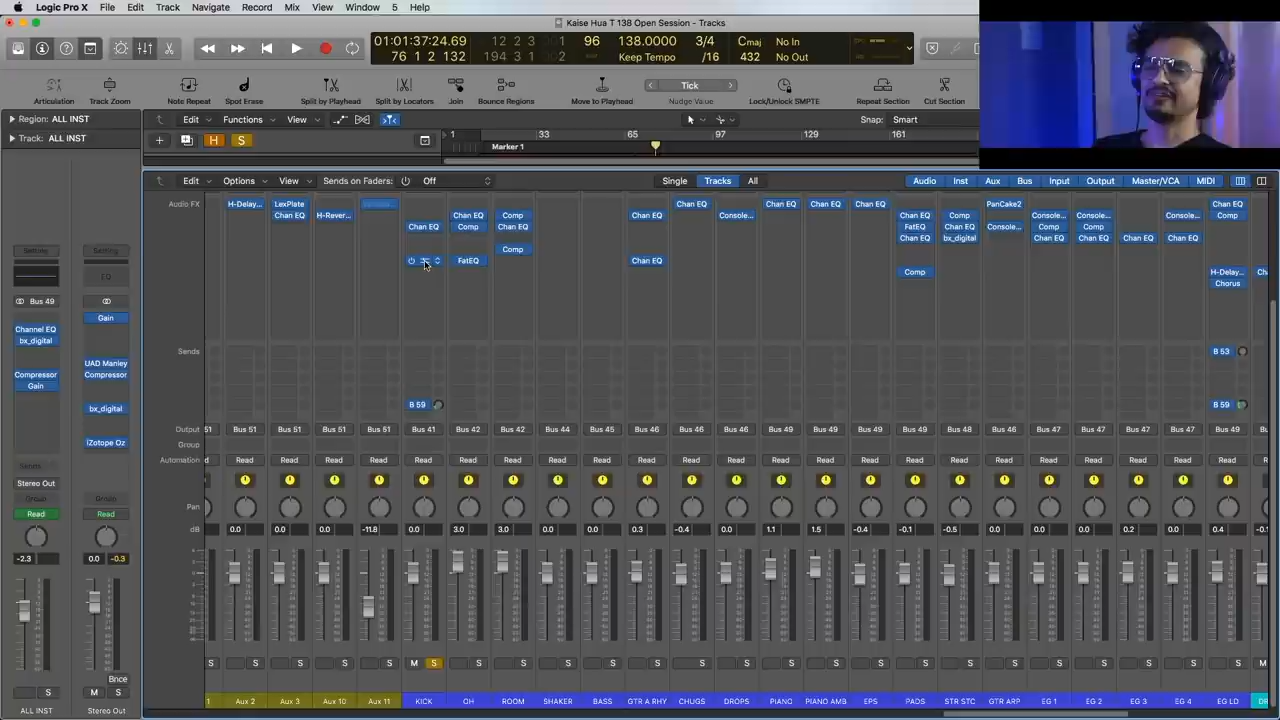 Logic Pro X File Edit Track Navigate Record Mix View Window 5 Help
Kaise Hua T 138 Open Session - Tracks
01:01:37:24.69 12 2 3 1 96 138.0000 3/4 Cmaj No In
76 1 2 132 194 3 1 2 Keep Tempo /16 432 No Out
Articulation Track Zoom Note Repeat Spot Erase Split by Playhead Split by Locators Join Bounce Regions Move to Playhead Tick Nudge Value Lock/Unlock SMPTE Repeat Section Cut Section
Region: ALL INST Edit Functions View Snap: Smart
Track: ALL INST H S 1 33 65 97 129 161
Marker 1
Edit Options View Sends on Faders: Off Single Tracks All Audio Inst Aux Bus Input Output Master/VCA MIDI
Audio FX H-Delay... LexPlate Chan EQ Chan EQ Chan EQ Chan EQ PanCake2 Chan EQ
Chan EQ H-Rever... Chan EQ Comp Chan EQ Console... Chan EQ Comp Console... Console... Console... Comp
Chan EQ Comp Chan EQ FatEQ Chan EQ Console... Comp Comp
Chan EQ bx_digital Chan EQ Chan EQ Chan EQ Chan EQ
Setting Setting Comp
FatEQ Chan EQ
EQ Comp H-Delay...
Chorus
Bus 49
Gain
Channel EQ
bx_digital
Sends B 53
UAD Manley
Compressor Compressor
Gain
B 59 B 59
bx_digital
Output 51 Bus 51 Bus 51 Bus 51 Bus 51 Bus 41 Bus 42 Bus 42 Bus 44 Bus 45 Bus 46 Bus 46 Bus 46 Bus 49 Bus 49 Bus 49 Bus 49 Bus 48 Bus 46 Bus 47 Bus 47 Bus 47 Bus 47 Bus 49
Group
iZotope Oz
Automation Read Read Read Read Read Read Read Read Read Read Read Read Read Read Read Read Read Read Read Read Read Read Read
Sends
Stereo Out
Group Group
Pan
Read Read
dB 0.0 0.0 0.0 -11.8 0.0 3.0 3.0 0.0 0.0 0.3 -0.4 0.0 1.1 1.5 -0.4 -0.1 -0.5 0.0 0.0 0.0 0.2 0.0 0.4 -0.1
-2.3 0.0 -0.3
S S S S S M S S S S S S S S S S S S S S S S S S S M
Bnce
S M S
ALL INST Stereo Out 1 Aux 2 Aux 3 Aux 10 Aux 11 KICK OH ROOM SHAKER BASS GTR A RHY CHUGS DROPS PIANO PIANO AMB EPS PADS STR STC GTR ARP EG 1 EG 2 EG 3 EG 4 EG LD